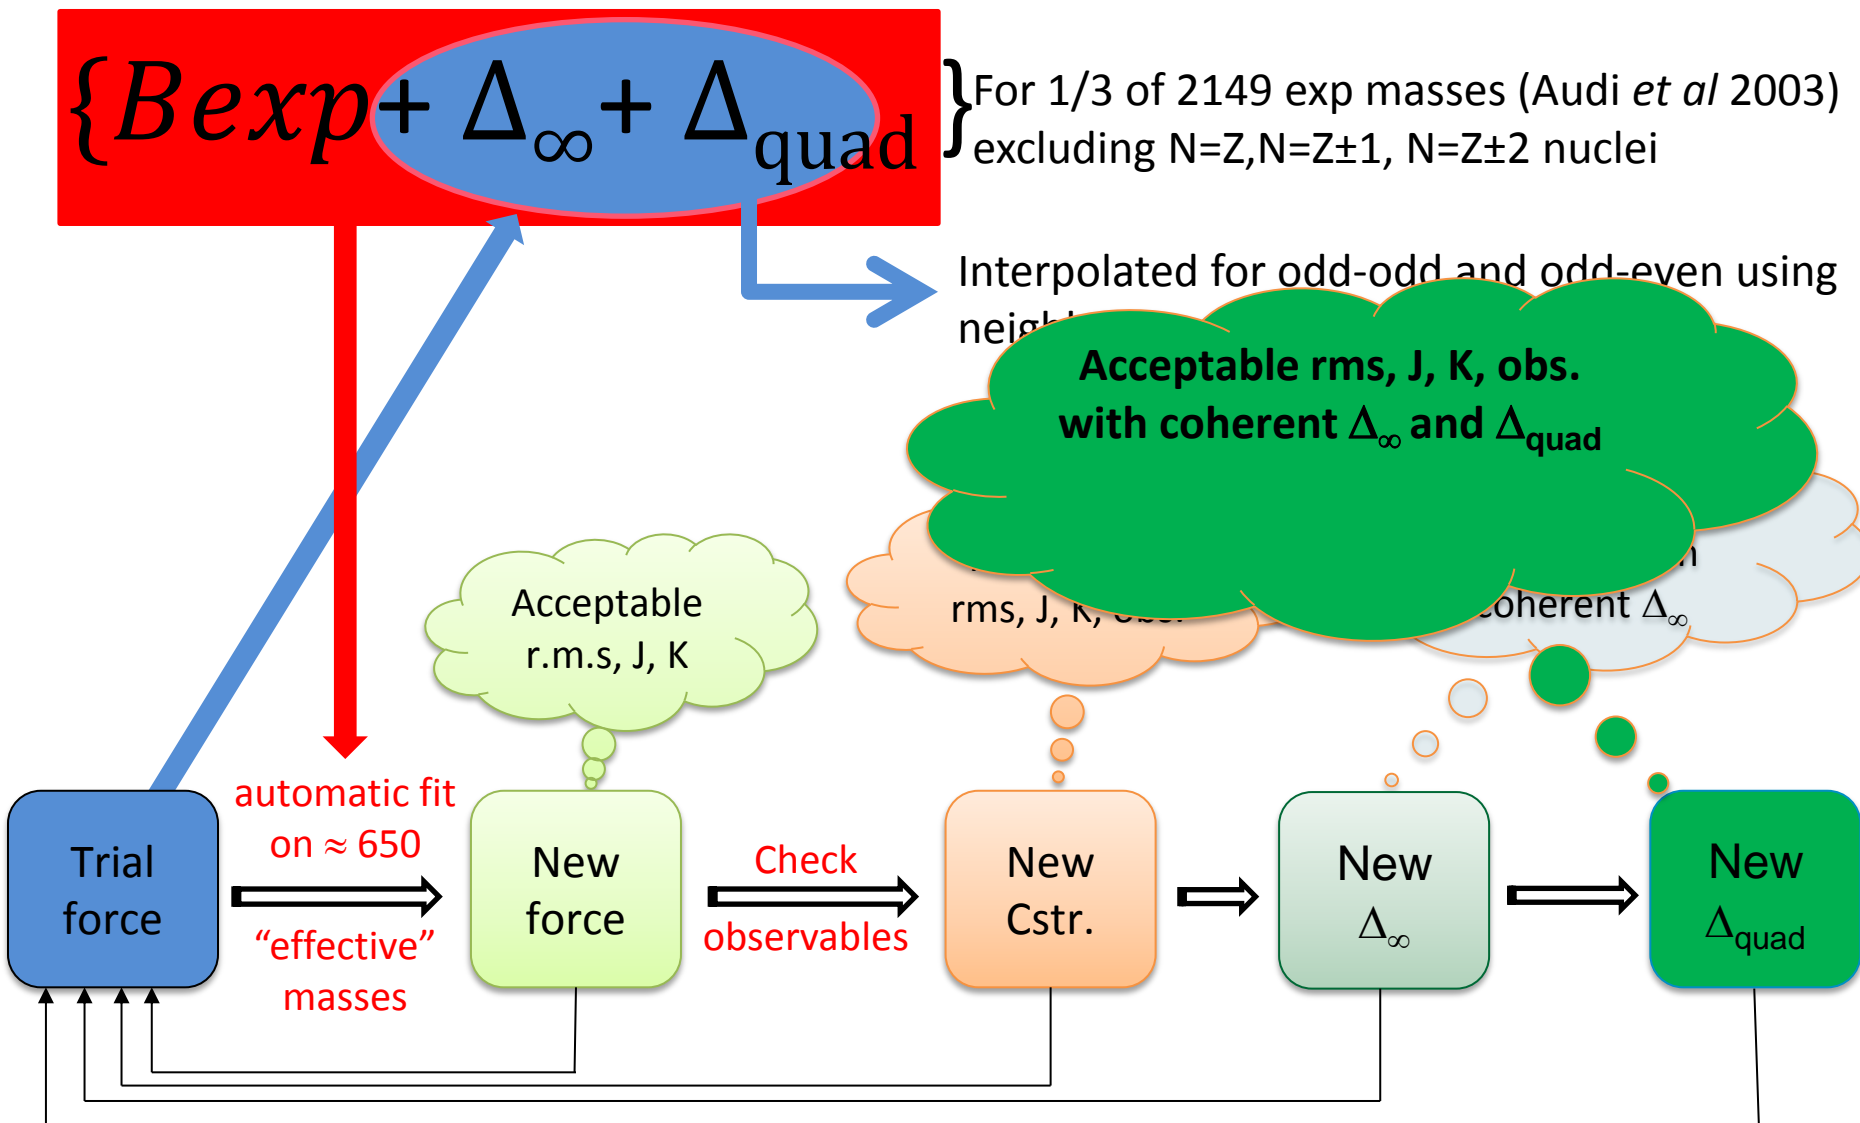 {Bexp + Δ∞ + Δquad}
For 1/3 of 2149 exp masses (Audi et al 2003)
excluding N=Z,N=Z±1, N=Z±2 nuclei
Interpolated for odd-odd and odd-even using
Acceptable rms, J, K, obs.
with coherent Δ∞ and Δquad
Acceptable
r.m.s, J, K
rms, J, K, obs.
coherent Δ∞
automatic fit
on ≈ 650
“effective”
masses
Trial
force
New
force
Check
observables
New
Cstr.
New
Δ∞
New
Δquad